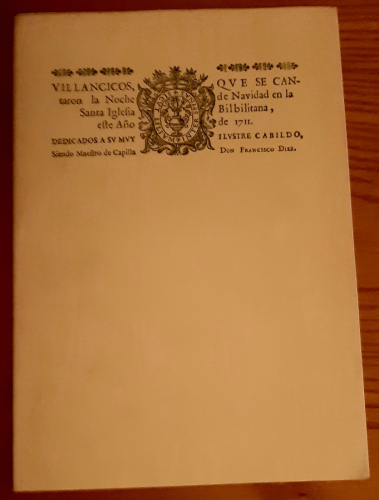 VILLANCICOS, QVE SE CAN-
taron la Noche de Navidad en la
Santa Iglesia Bilbilitana,
este Año de 1711.
DEDICADOS A SV MVY ILVSTRE CABILDO,
Siendo Maestro de Capilla Don Francisco Diez.